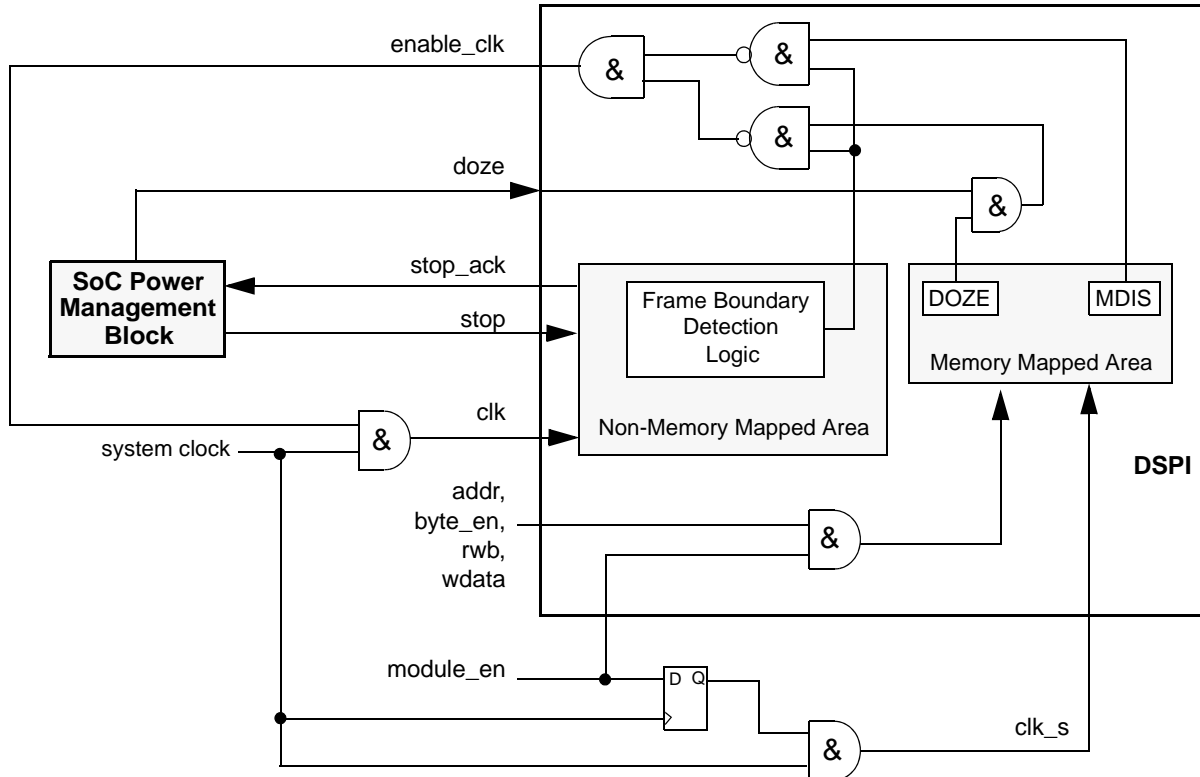 enable_clk
&
&
&
doze
&
SoC Power
Management
Block
stop_ack
stop
Frame Boundary
Detection
Logic
DOZE
MDIS
Memory Mapped Area
clk
&
system clock
Non-Memory Mapped Area
DSPI
addr,
byte_en,
rwb,
wdata
&
module_en
D Q
clk_s
&